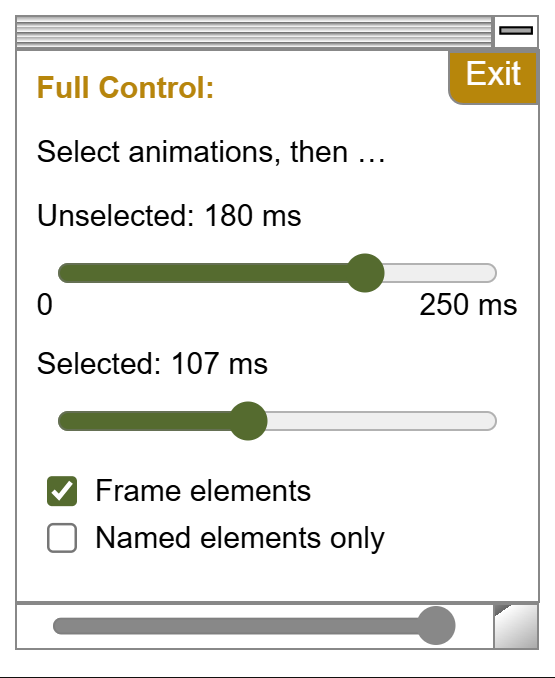 Exit
Full Control:
Select animations, then …
Unselected: 180 ms
0 250 ms
Selected: 107 ms
Frame elements
Named elements only